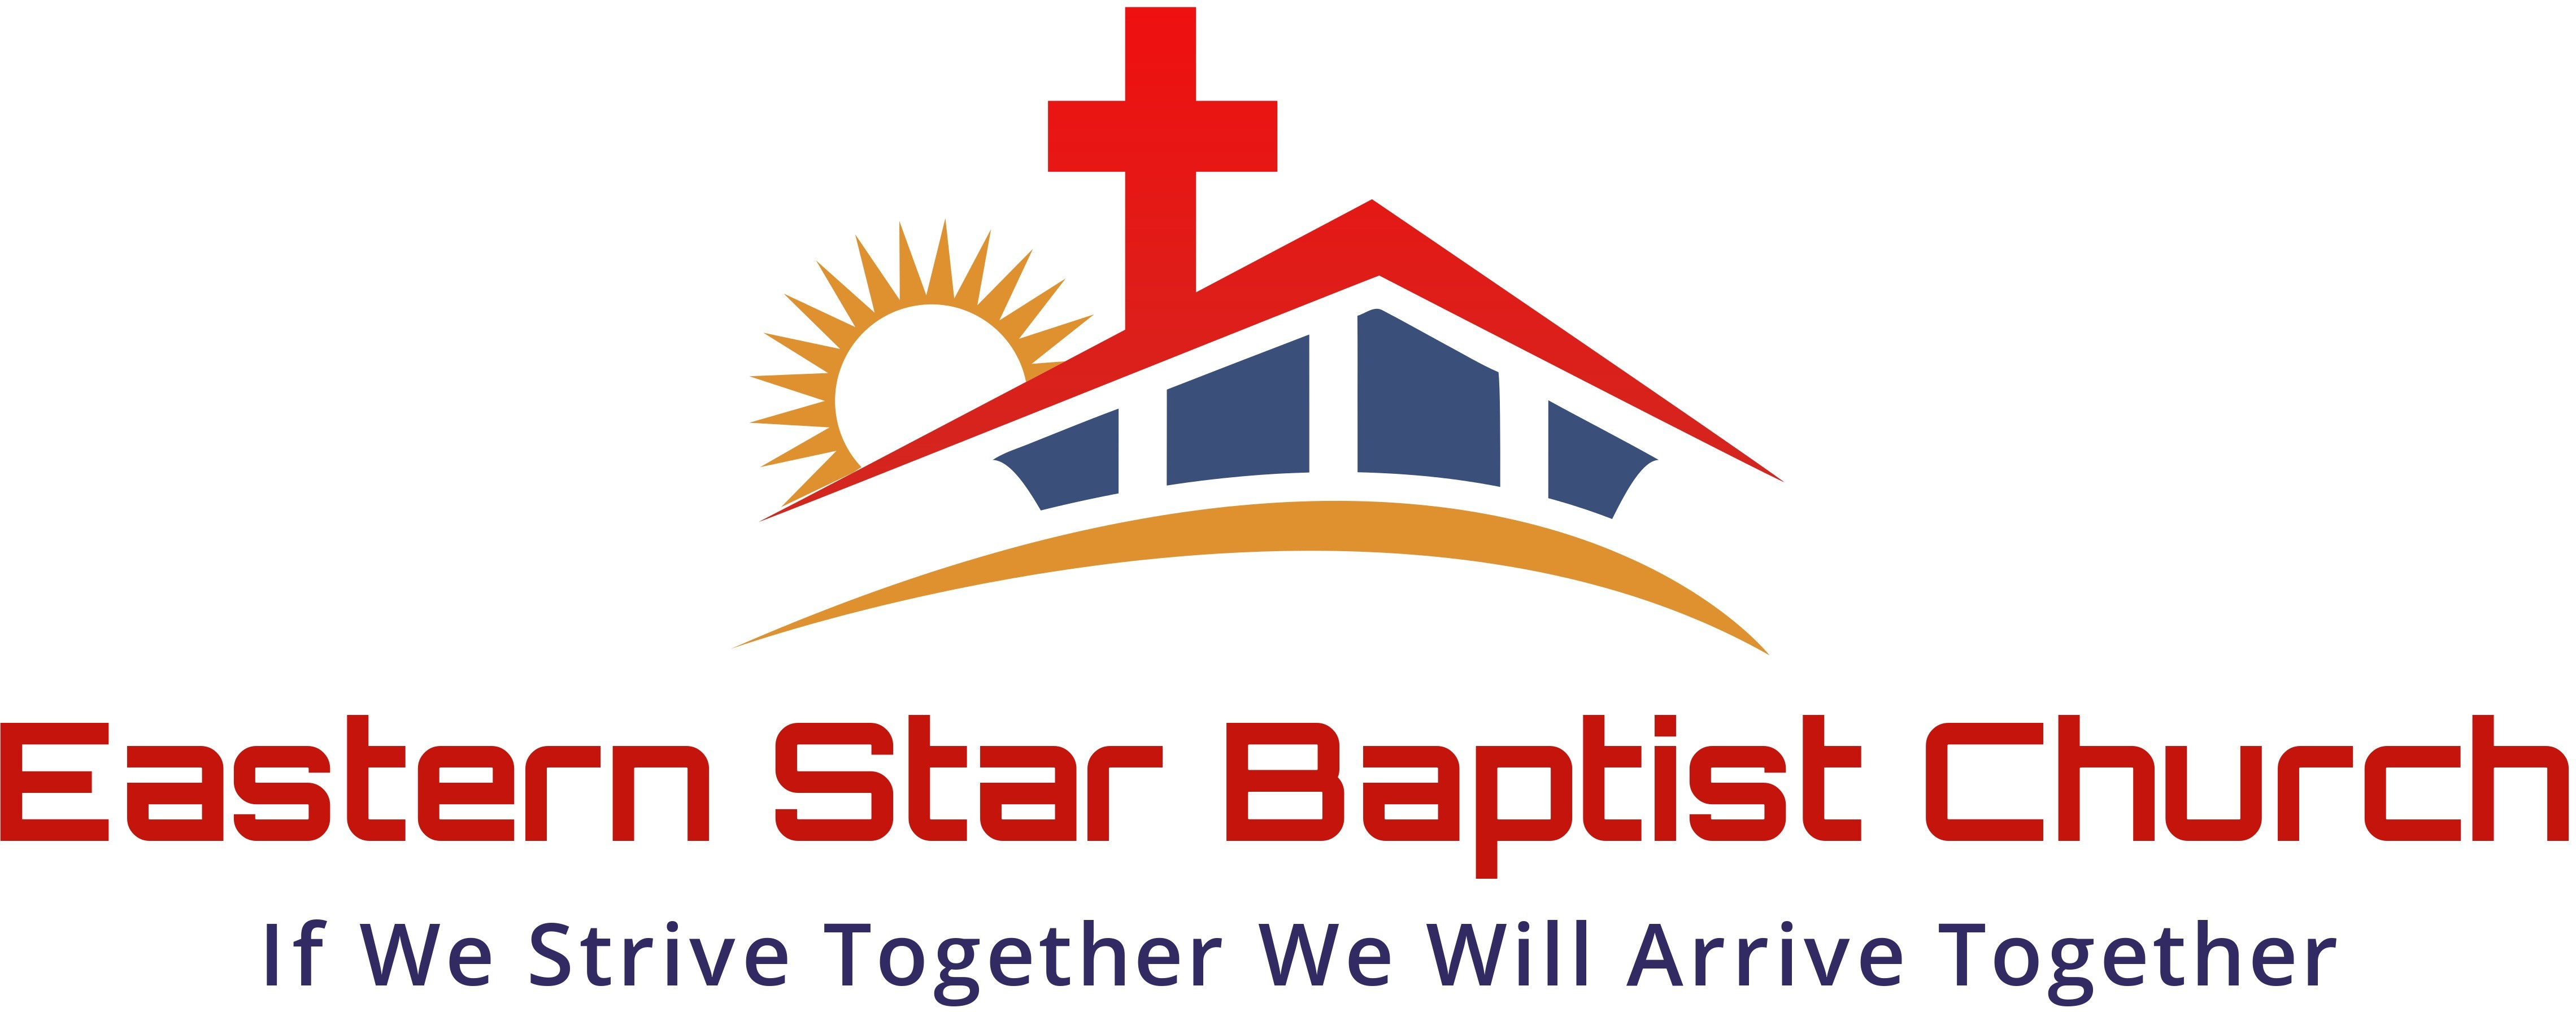 Eastern Star Baptist Church
If We Strive Together We Will Arrive Together